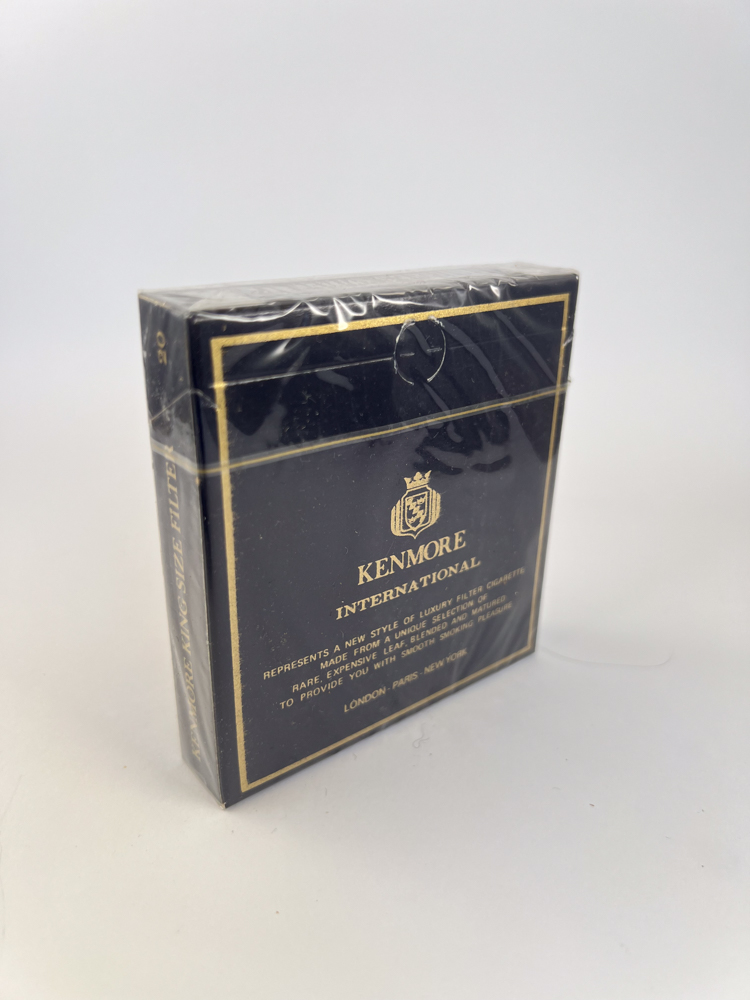 20
KENMORE KING SIZE FILTER
KENMORE
INTERNATIONAL
REPRESENTS A NEW STYLE OF LUXURY FILTER CIGARETTE,
MADE FROM A UNIQUE SELECTION OF
RARE, EXPENSIVE LEAF, BLENDED AND MATURED
TO PROVIDE YOU WITH SMOOTH SMOKING PLEASURE
LONDON · PARIS · NEW YORK